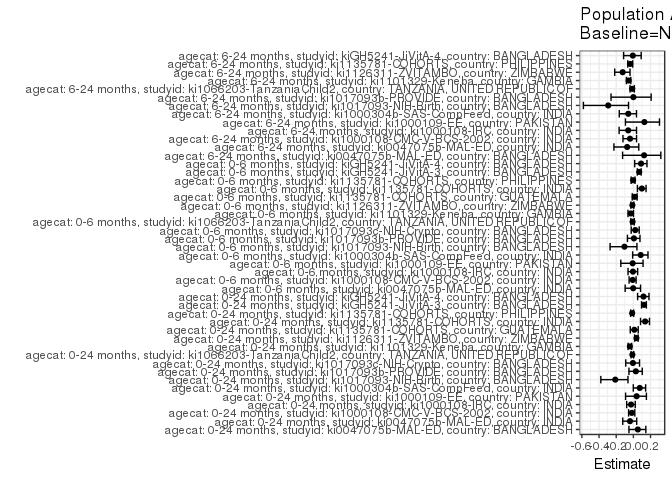 Population A
Baseline=N
agecat: 6-24 months, studyid: kiGH5241-JiVitA-4, country: BANGLADESH
agecat: 6-24 months, studyid: ki1135781-COHORTS, country: PHILIPPINES
agecat: 6-24 months, studyid: ki1126311-ZVITAMBO, country: ZIMBABWE
agecat: 6-24 months, studyid: ki1101329-Keneba, country: GAMBIA
agecat: 6-24 months, studyid: ki1066203-TanzaniaChild2, country: TANZANIA, UNITED REPUBLIC OF
agecat: 6-24 months, studyid: ki1017093b-PROVIDE, country: BANGLADESH
agecat: 6-24 months, studyid: ki1017093-NIH-Birth, country: BANGLADESH
agecat: 6-24 months, studyid: ki1000304b-SAS-CompFeed, country: INDIA
agecat: 6-24 months, studyid: ki1000109-EE, country: PAKISTAN
agecat: 6-24 months, studyid: ki1000108-IRC, country: INDIA
agecat: 6-24 months, studyid: ki1000108-CMC-V-BCS-2002, country: INDIA
agecat: 6-24 months, studyid: ki0047075b-MAL-ED, country: INDIA
agecat: 6-24 months, studyid: ki0047075b-MAL-ED, country: BANGLADESH
agecat: 0-6 months, studyid: kiGH5241-JiVitA-4, country: BANGLADESH
agecat: 0-6 months, studyid: kiGH5241-JiVitA-3, country: BANGLADESH
agecat: 0-6 months, studyid: ki1135781-COHORTS, country: PHILIPPINES
agecat: 0-6 months, studyid: ki1135781-COHORTS, country: INDIA
agecat: 0-6 months, studyid: ki1135781-COHORTS, country: GUATEMALA
agecat: 0-6 months, studyid: ki1126311-ZVITAMBO, country: ZIMBABWE
agecat: 0-6 months, studyid: ki1101329-Keneba, country: GAMBIA
agecat: 0-6 months, studyid: ki1066203-TanzaniaChild2, country: TANZANIA, UNITED REPUBLIC OF
agecat: 0-6 months, studyid: ki1017093c-NIH-Crypto, country: BANGLADESH
agecat: 0-6 months, studyid: ki1017093b-PROVIDE, country: BANGLADESH
agecat: 0-6 months, studyid: ki1017093-NIH-Birth, country: BANGLADESH
agecat: 0-6 months, studyid: ki1000304b-SAS-CompFeed, country: INDIA
agecat: 0-6 months, studyid: ki1000109-EE, country: PAKISTAN
agecat: 0-6 months, studyid: ki1000108-IRC, country: INDIA
agecat: 0-6 months, studyid: ki1000108-CMC-V-BCS-2002, country: INDIA
agecat: 0-6 months, studyid: ki0047075b-MAL-ED, country: INDIA
agecat: 0-24 months, studyid: kiGH5241-JiVitA-4, country: BANGLADESH
agecat: 0-24 months, studyid: kiGH5241-JiVitA-3, country: BANGLADESH
agecat: 0-24 months, studyid: ki1135781-COHORTS, country: PHILIPPINES
agecat: 0-24 months, studyid: ki1135781-COHORTS, country: INDIA
agecat: 0-24 months, studyid: ki1135781-COHORTS, country: GUATEMALA
agecat: 0-24 months, studyid: ki1126311-ZVITAMBO, country: ZIMBABWE
agecat: 0-24 months, studyid: ki1101329-Keneba, country: GAMBIA
agecat: 0-24 months, studyid: ki1066203-TanzaniaChild2, country: TANZANIA, UNITED REPUBLIC OF
agecat: 0-24 months, studyid: ki1017093c-NIH-Crypto, country: BANGLADESH
agecat: 0-24 months, studyid: ki1017093b-PROVIDE, country: BANGLADESH
agecat: 0-24 months, studyid: ki1017093-NIH-Birth, country: BANGLADESH
agecat: 0-24 months, studyid: ki1000304b-SAS-CompFeed, country: INDIA
agecat: 0-24 months, studyid: ki1000109-EE, country: PAKISTAN
agecat: 0-24 months, studyid: ki1000108-IRC, country: INDIA
agecat: 0-24 months, studyid: ki1000108-CMC-V-BCS-2002, country: INDIA
agecat: 0-24 months, studyid: ki0047075b-MAL-ED, country: INDIA
agecat: 0-24 months, studyid: ki0047075b-MAL-ED, country: BANGLADESH
-0.6-0.4-0.2 0.0 0.2
Estimate